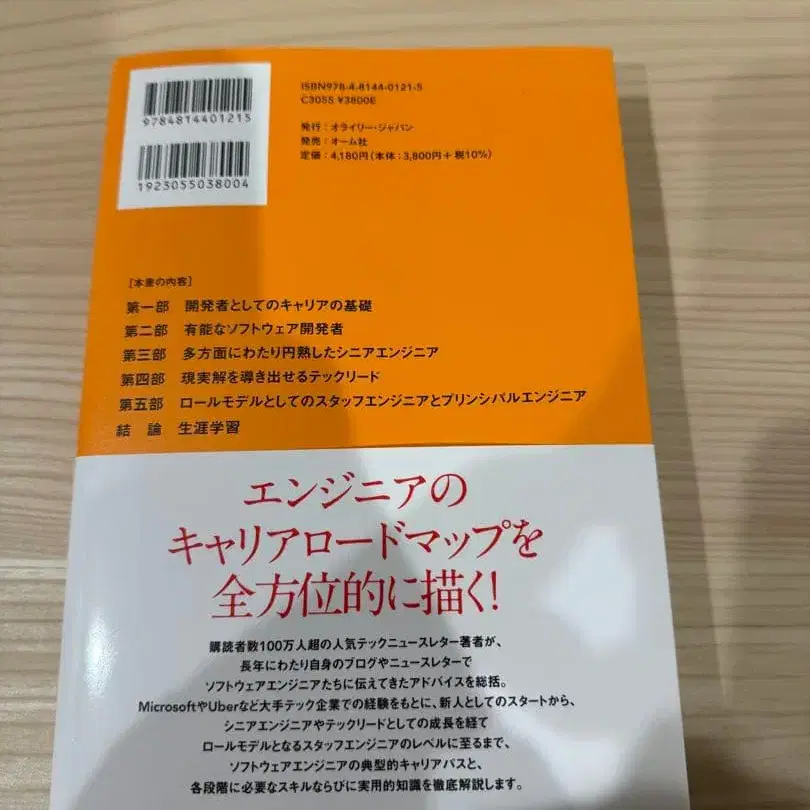 9784814401215
1923055038004
ISBN978-4-8144-0121-5
C3055 ¥3800E
発行：オライリー・ジャパン
発売：オーム社
定価：4,180円（本体：3,800円＋税10%）
［本書の内容］
第一部 開発者としてのキャリアの基礎
第二部 有能なソフトウェア開発者
第三部 多方面にわたり円熟したシニアエンジニア
第四部 現実解を導き出せるテックリード
第五部 ロールモデルとしてのスタッフエンジニアとプリンシパルエンジニア
結 論 生涯学習
エンジニアの
キャリアロードマップを
全方位的に描く！
購読者数100万人超の人気テックニュースレター著者が、
長年にわたり自身のブログやニュースレターで
ソフトウェアエンジニアたちに伝えてきたアドバイスを総括。
MicrosoftやUberなど大手テック企業での経験をもとに、新人としてのスタートから、
シニアエンジニアやテックリードとしての成長を経て
ロールモデルとなるスタッフエンジニアのレベルに至るまで、
ソフトウェアエンジニアの典型的キャリアパスと、
各段階に必要なスキルならびに実用的知識を徹底解説します。